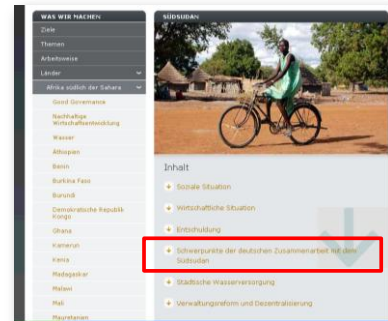 WAS WIR MACHEN
Ziele
Themen
Arbeitsweise
Länder
Afrika südlich der Sahara
Good Governance
Nachhaltige
Wirtschaftsentwicklung
Wasser
Äthiopien
Benin
Burkina Faso
Burundi
Demokratische Republik
Kongo
Ghana
Kamerun
Kenia
Madagaskar
Malawi
Mali
Mauretanien
SÜDSUDAN
Inhalt
Soziale Situation
Wirtschaftliche Situation
Entschuldung
Schwerpunkte der deutschen Zusammenarbeit mit dem
Südsudan
Städtische Wasserversorgung
Verwaltungsreform und Dezentralisierung